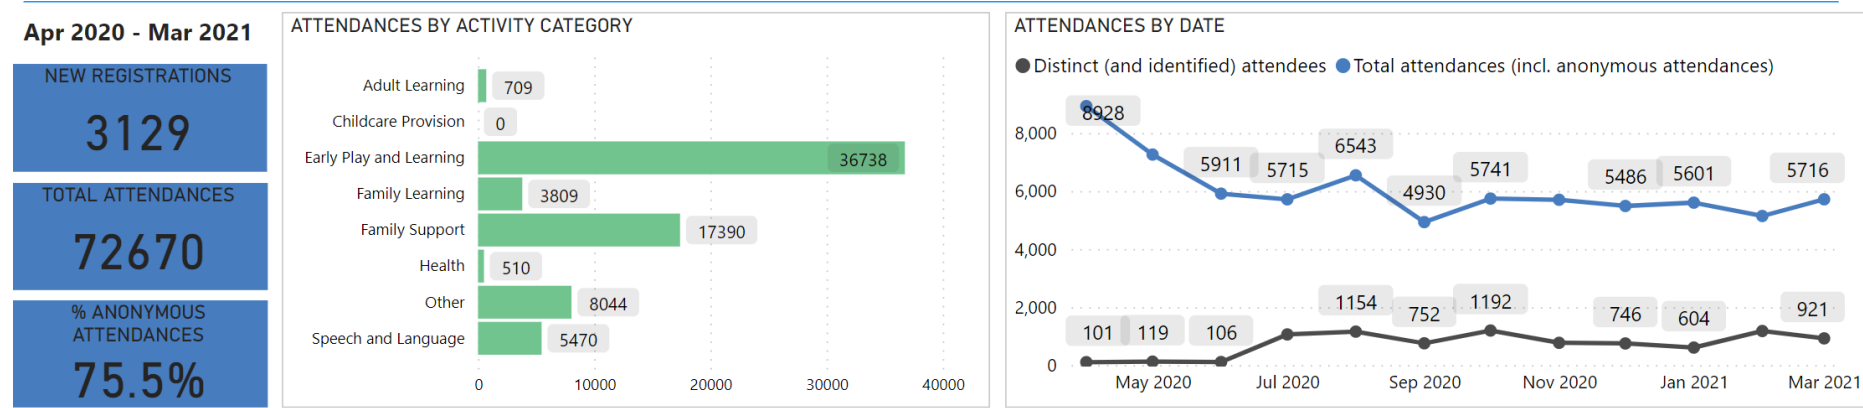 Apr 2020 - Mar 2021
NEW REGISTRATIONS
3129
TOTAL ATTENDANCES
72670
% ANONYMOUS
ATTENDANCES
75.5%
ATTENDANCES BY ACTIVITY CATEGORY
Adult Learning 709
Childcare Provision 0
Early Play and Learning 36738
Family Learning 3809
Family Support 17390
Health 510
Other 8044
Speech and Language 5470
0 10000 20000 30000 40000
ATTENDANCES BY DATE
Distinct (and identified) attendees Total attendances (incl. anonymous attendances)
8928
8,000
6543
5911 5715 5741 5486 5601 5716
6,000 4930
4,000
2,000 1154 752 1192 746 604 921
101 119 106
0
May 2020 Jul 2020 Sep 2020 Nov 2020 Jan 2021 Mar 2021